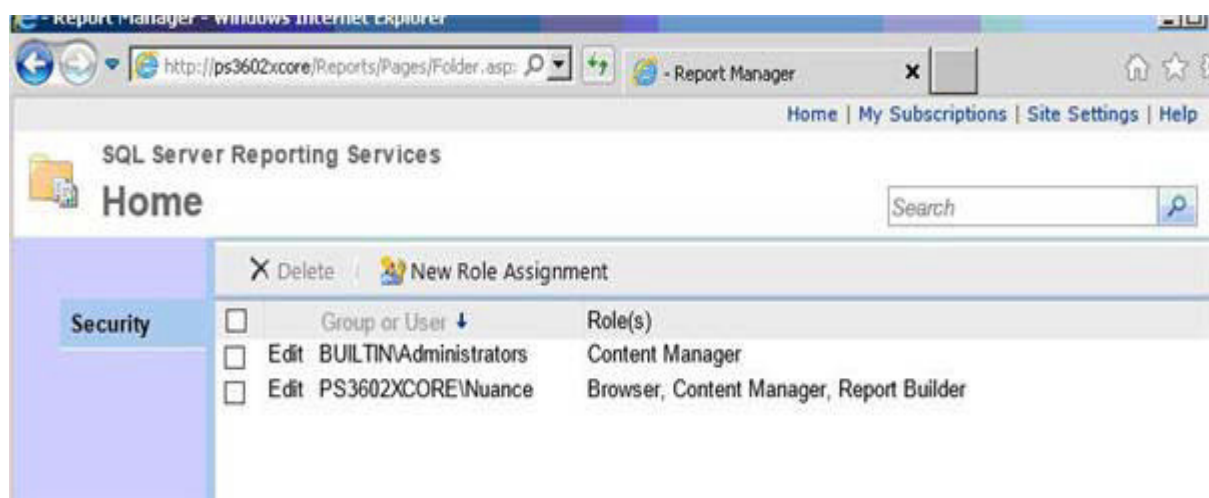 - Report Manager - Windows Internet Explorer
http://ps3602xcore/Reports/Pages/Folder.asp: - Report Manager
Home | My Subscriptions | Site Settings | Help
SQL Server Reporting Services
Home
Search
Delete New Role Assignment
Security
Group or User Role(s)
Edit BUILTIN\Administrators Content Manager
Edit PS3602XCORE\Nuance Browser, Content Manager, Report Builder